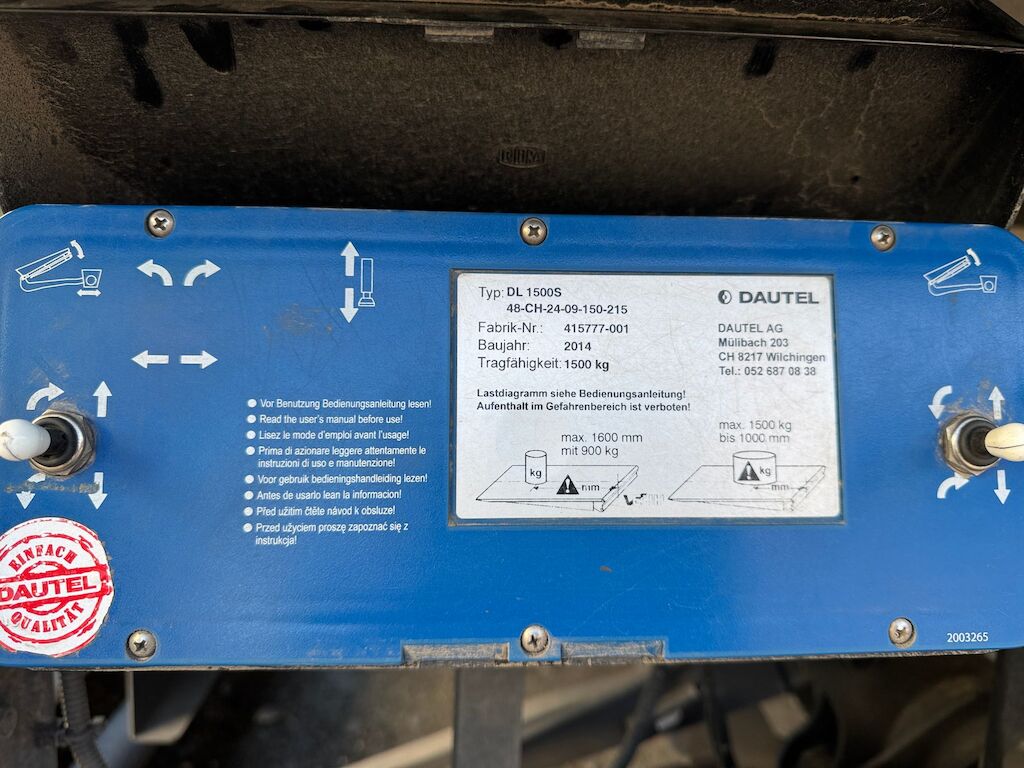 Typ: DL 1500S
48-CH-24-09-150-215
Fabrik-Nr.: 415777-001
Baujahr: 2014
Tragfähigkeit: 1500 kg
DAUTEL
DAUTEL AG
Mülibach 203
CH 8217 Wilchingen
Tel.: 052 687 08 38
Lastdiagramm siehe Bedienungsanleitung!
Aufenthalt im Gefahrenbereich ist verboten!
max. 1600 mm
mit 900 kg
kg
mm
max. 1500 kg
bis 1000 mm
kg
mm
Vor Benutzung Bedienungsanleitung lesen!
Read the user's manual before use!
Lisez le mode d'emploi avant l'usage!
Prima di azionare leggere attentamente le
instruzioni di uso e manutenzione!
Voor gebruik bedieningshandleiding lezen!
Antes de usarlo lean la informacion!
Před užitim čtěte návod k obsluze!
Przed użyciem proszę zapoznać się z
instrukcja!
EINFACH
DAUTEL
QUALITÄT
2003265